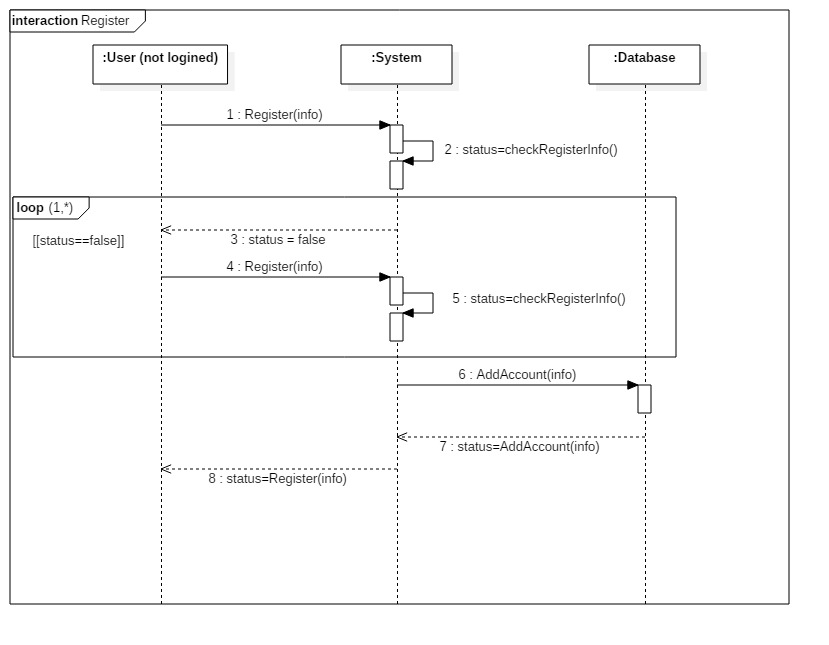 interaction Register
:User (not logined)
:System
:Database
1 : Register(info)
2 : status=checkRegisterInfo()
loop (1,*)
[[status==false]]
3 : status = false
4 : Register(info)
5 : status=checkRegisterInfo()
6 : AddAccount(info)
7 : status=AddAccount(info)
8 : status=Register(info)